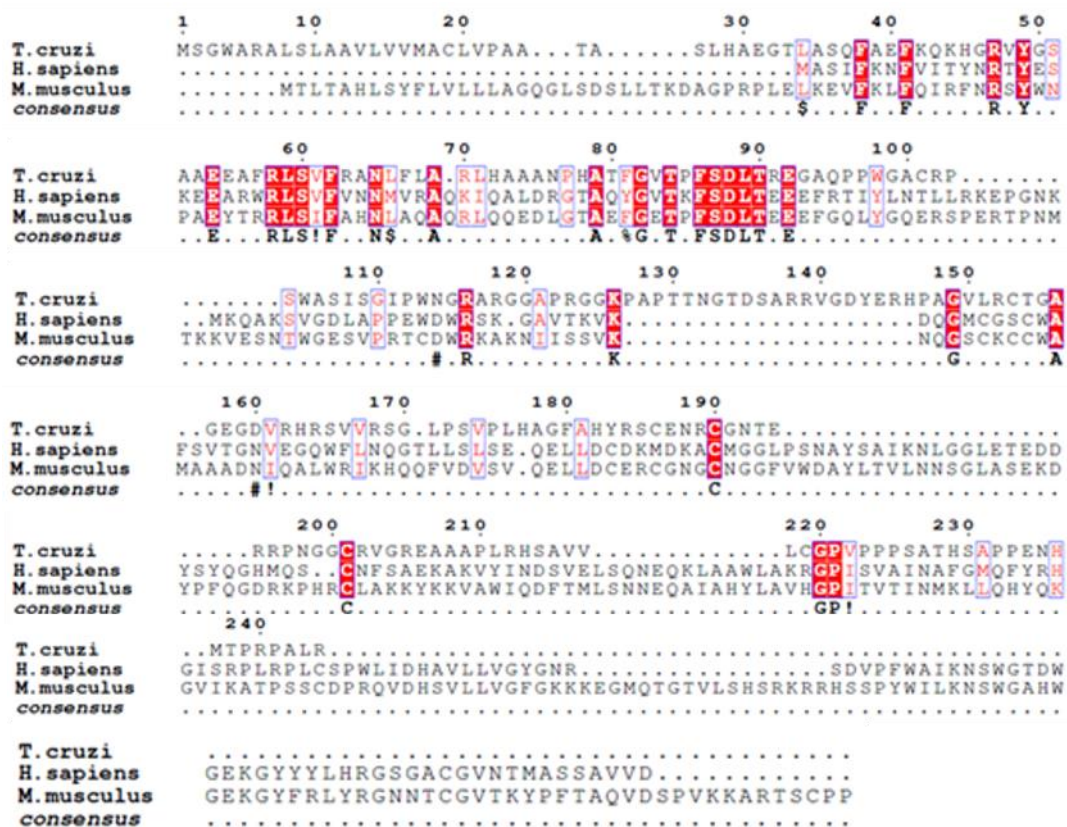 1 10 20 30 40 50
T.cruzi MSGWARALSLAAVLVVMACLVPAA...TA.......SLHAEGTLASQFAEFKQKHGRVYGS
H.sapiens ..................................MASIFKNFVITYNRTYES
M.musculus .......MTLTAHLSYFLVLLLAGQGLSDSLLTKDAGPRPLELKEVFKLFQIRFNRSYWN
consensus ..................................$...F..F.....R.Y..
60 70 80 90 100
T.cruzi AAEEAFRLSVFRANLFLA.RLHAAANPHATFGVTPFSDLTREGAQPPWGACRP.......
H.sapiens KEEARWRLSVFVNMVRAQKIQALDRGTAQYGVTPFSDLTEEEFRTIYLNTLLRKEPGNK
M.musculus PAEYTRRLSIFAHNLAQAQRLQQEDLGTAEFGETPFSDLTEEEFGQLYGQERSPERTPNM
consensus ..E...RLS!F..N$..A..........A.%G.T.FSDLT.E..................
110 120 130 140 150
T.cruzi .......SWASISGIPWNGRARGGAPRGGKPAPTTNGTDSARRVGDYERHPAGVLRCTGA
H.sapiens ..MKQAKSVGDLAPPEWDWRSK.GAVTKVK......................DQGMCGSCWA
M.musculus TKKVESNTWGESVPRTCDWRKAKNIISSVK......................NQGSCKCCWA
consensus .................#.R.........K......................G......A
160 170 180 190
T.cruzi ..GEGDVRHRSVVRSG.LPSVPLHAGFAHYRSCENRCGNTE...................
H.sapiens FSVTGNVEGQWFLNQGTLLSLSE.QELLDCDKMDKACMGGLPSNAYSAIKNLGGLETEDD
M.musculus MAAADNIQALWRIKHQQFVDVSV.QELLDCERCGNGCNGGFVWDAYLTVLNNSGLASEKD
consensus .....#!..............................C......................
200 210 220 230
T.cruzi .....RRPNGGCRVGREAAAPLRHSAVV.............LCGPVPPPSATHSAPPENH
H.sapiens YSYQGHMQS..CNFSAEKAKVYINDSVELSQNEQKLAAWLAKRGPISVAINAFGMQFYRH
M.musculus YPFQGDRKPHRCLAKKYKKVAWIQDFTMLSNNEQAIAHYLAVHGPITVTINMKLLQHYQK
consensus ...........C...............................GP!..............
240
T.cruzi ..MTPRPALR..................................................
H.sapiens GISRPLRPLCSPWLIDHAVLLVGYGNR.................SDVPFWAIKNSWGTDW
M.musculus GVIKATPSSCDPRQVDHSVLLVGFGKKKEGMQTGTVLSHSRKRRHSSPYWILKNSWGAHW
consensus ............................................................
T.cruzi ............................................
H.sapiens GEKGYYYLHRGSGACGVNTMASSAVVD.............
M.musculus GEKGYFRLYRGNNTCGVTKYPFTAQVDSPVKKARTSCPP
consensus ............................................